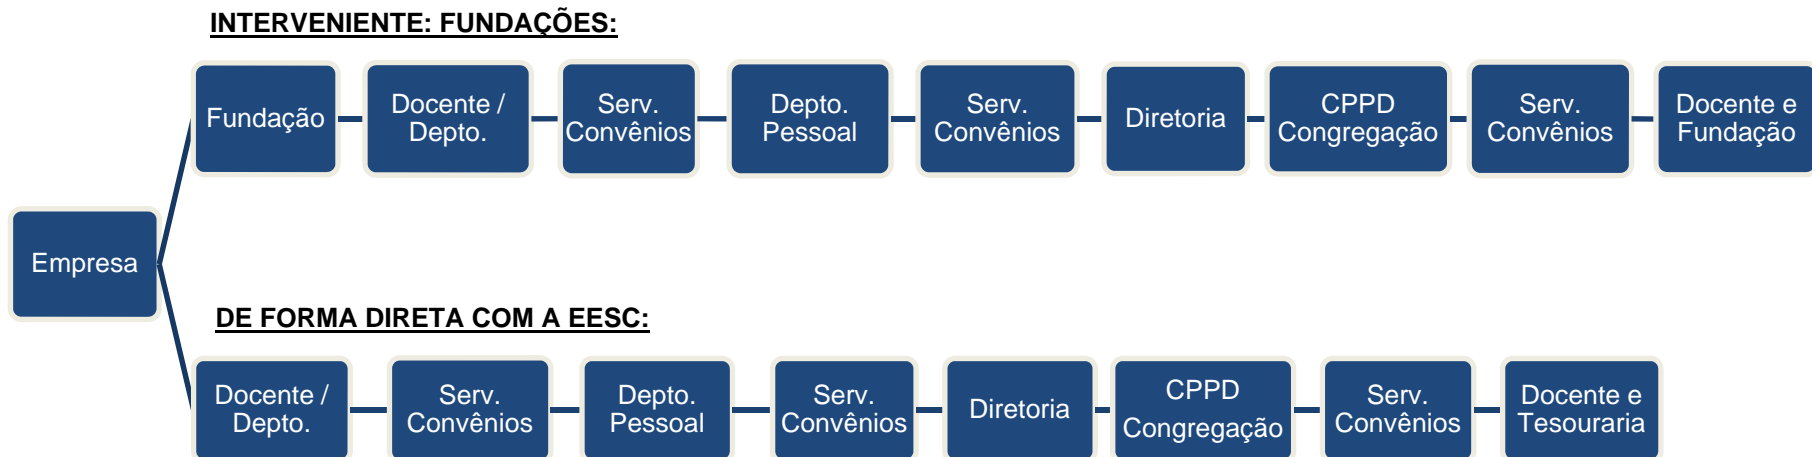 INTERVENIENTE: FUNDAÇÕES:
Fundação
Docente /
Depto.
Serv.
Convênios
Depto.
Pessoal
Serv.
Convênios
Diretoria
CPPD
Congregação
Serv.
Convênios
Docente e
Fundação
Empresa
DE FORMA DIRETA COM A EESC:
Docente /
Depto.
Serv.
Convênios
Depto.
Pessoal
Serv.
Convênios
Diretoria
CPPD
Congregação
Serv.
Convênios
Docente e
Tesouraria